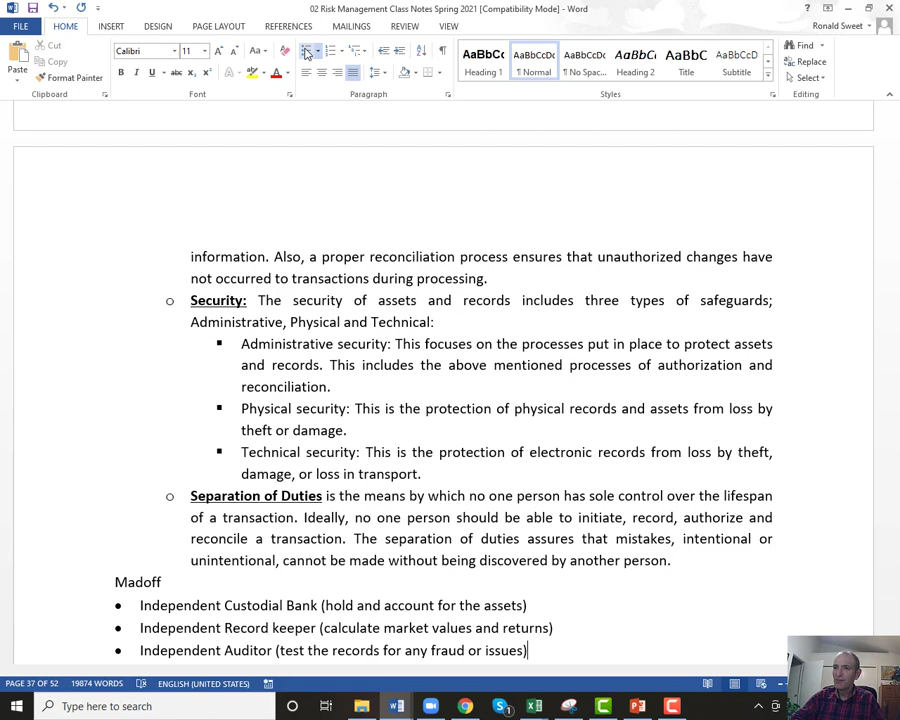 02 Risk Management Class Notes Spring 2021 [Compatibility Mode] - Word
FILE HOME INSERT DESIGN PAGE LAYOUT REFERENCES MAILINGS REVIEW VIEW Ronald Sweet
Paste
Cut
Copy
Format Painter
Calibri 11
Aa
B I U abc X₂ X² A A
AaBbCc AaBbCcDc AaBbCcDc AaBbCc AaBbC AaBbCcD
Heading 1 ¶ Normal ¶ No Spac... Heading 2 Title Subtitle
Find
Replace
Select
Clipboard Font Paragraph Styles Editing
information. Also, a proper reconciliation process ensures that unauthorized changes have
not occurred to transactions during processing.
o Security: The security of assets and records includes three types of safeguards;
Administrative, Physical and Technical:
▪ Administrative security: This focuses on the processes put in place to protect assets
and records. This includes the above mentioned processes of authorization and
reconciliation.
▪ Physical security: This is the protection of physical records and assets from loss by
theft or damage.
▪ Technical security: This is the protection of electronic records from loss by theft,
damage, or loss in transport.
o Separation of Duties is the means by which no one person has sole control over the lifespan
of a transaction. Ideally, no one person should be able to initiate, record, authorize and
reconcile a transaction. The separation of duties assures that mistakes, intentional or
unintentional, cannot be made without being discovered by another person.
Madoff
• Independent Custodial Bank (hold and account for the assets)
• Independent Record keeper (calculate market values and returns)
• Independent Auditor (test the records for any fraud or issues)
PAGE 37 OF 52 19874 WORDS ENGLISH (UNITED STATES)
Type here to search